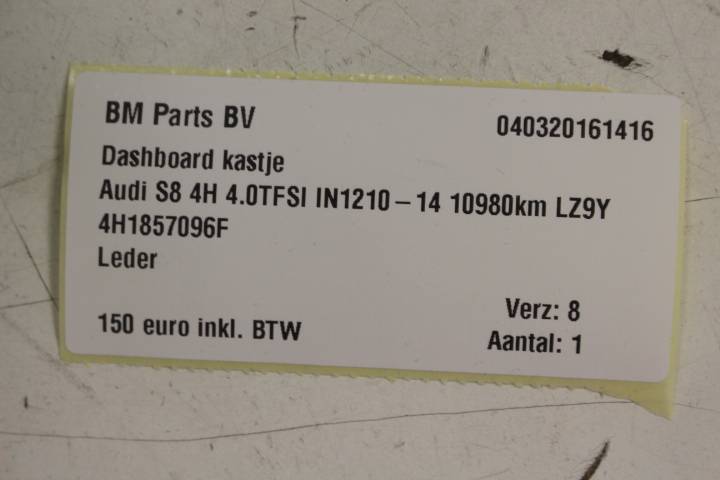 BM Parts BV
040320161416
Dashboard kastje
Audi S8 4H 4.0TFSI IN1210-14 10980km LZ9Y
4H1857096F
Leder
Verz: 8
150 euro inkl. BTW
Aantal: 1